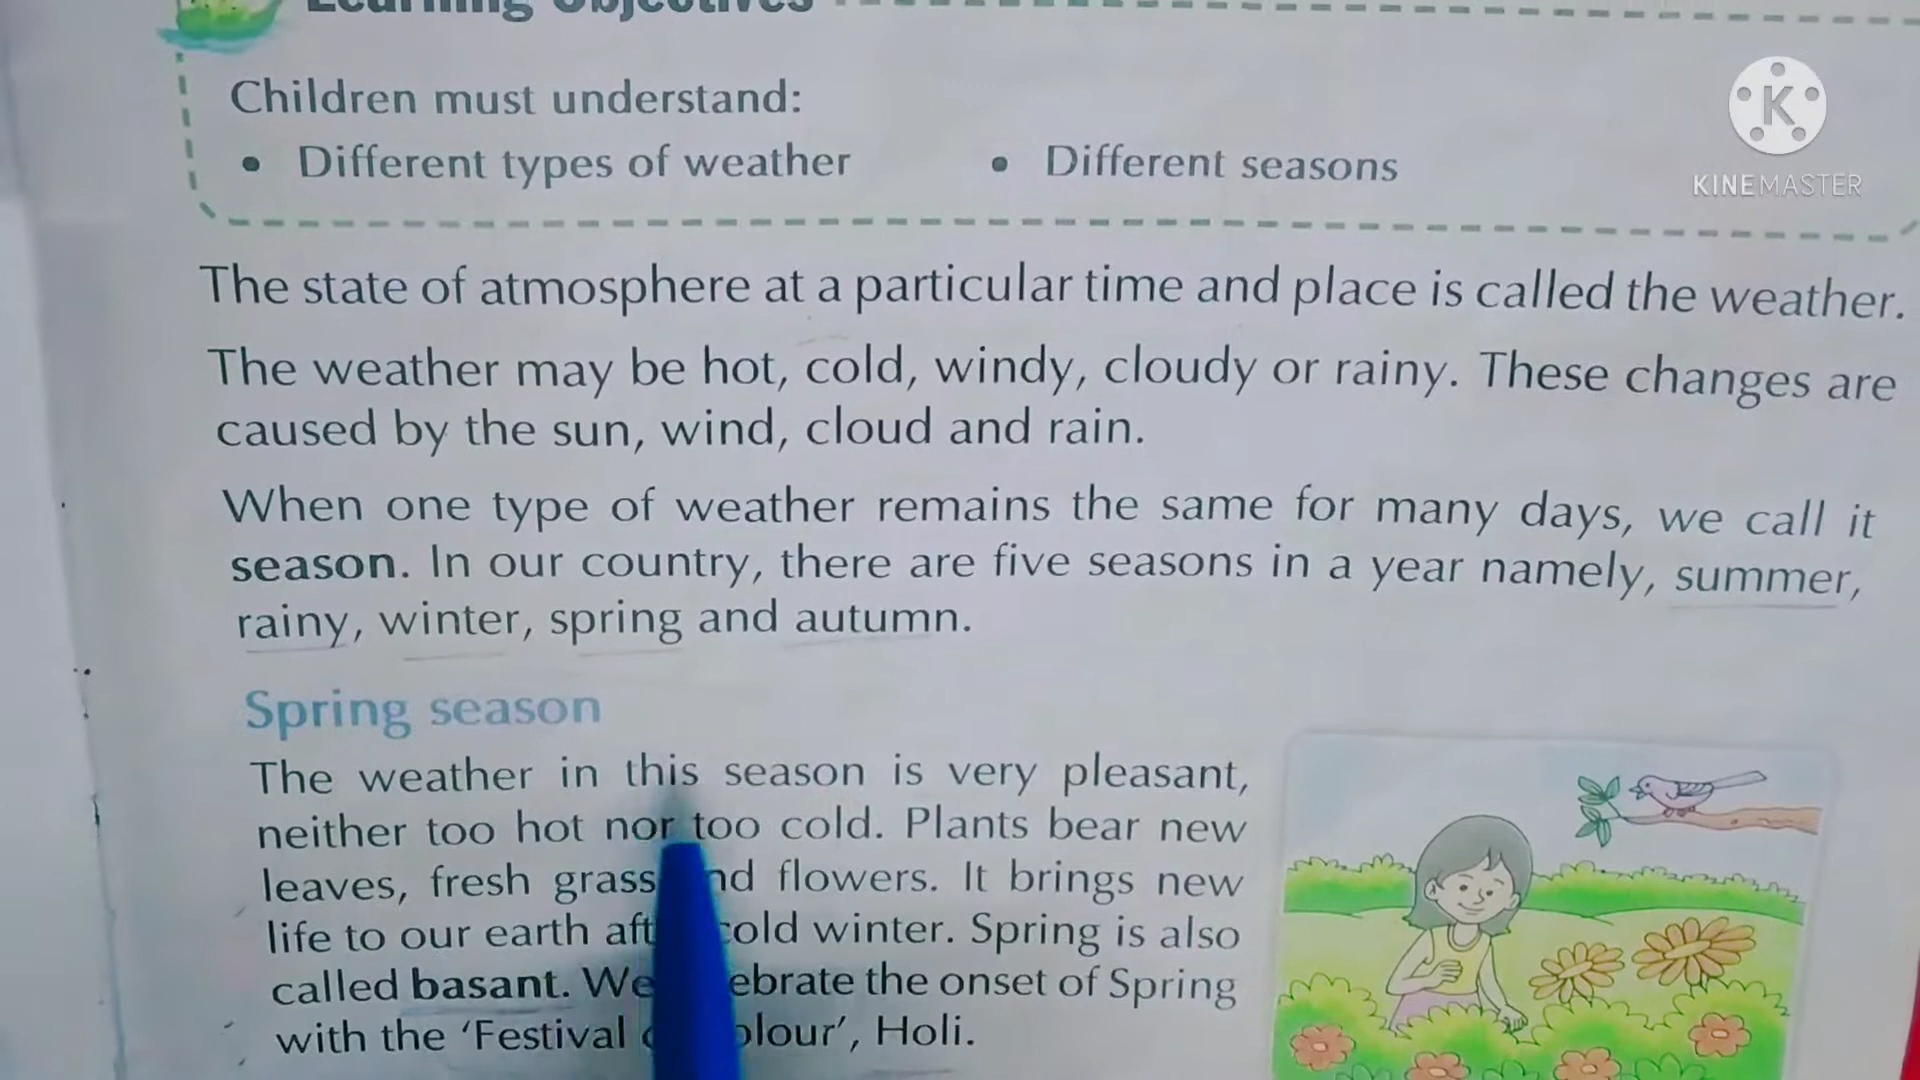 Learning Objectives
KINEMASTER
Children must understand:
• Different types of weather • Different seasons
The state of atmosphere at a particular time and place is called the weather.
The weather may be hot, cold, windy, cloudy or rainy. These changes are
caused by the sun, wind, cloud and rain.
When one type of weather remains the same for many days, we call it
season. In our country, there are five seasons in a year namely, summer,
rainy, winter, spring and autumn.
Spring season
The weather in this season is very pleasant,
neither too hot nor too cold. Plants bear new
leaves, fresh grass and flowers. It brings new
life to our earth cold winter. Spring is also
called basant. We the onset of Spring
with the 'Festival Holi.